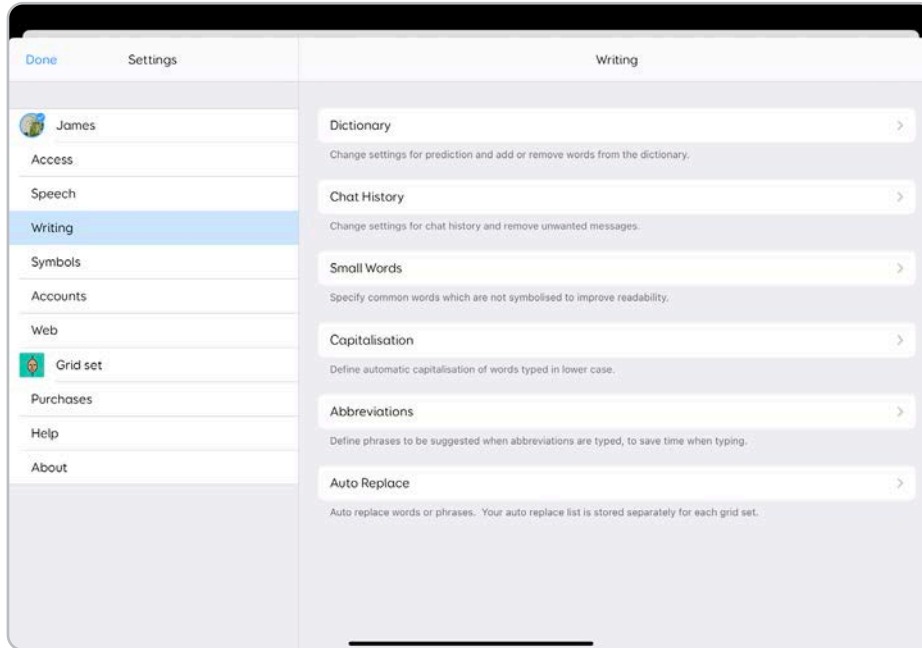 Done
Settings
James
Access
Speech
Writing
Symbols
Accounts
Web
Grid set
Purchases
Help
About
Writing
Dictionary
Change settings for prediction and add or remove words from the dictionary.
Chat History
Change settings for chat history and remove unwanted messages.
Small Words
Specify common words which are not symbolised to improve readability.
Capitalisation
Define automatic capitalisation of words typed in lower case.
Abbreviations
Define phrases to be suggested when abbreviations are typed, to save time when typing.
Auto Replace
Auto replace words or phrases.  Your auto replace list is stored separately for each grid set.